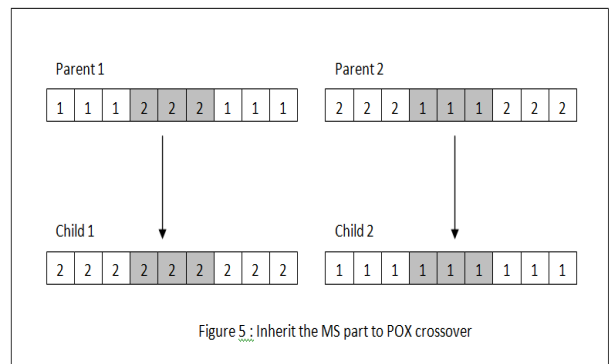 Parent 1 Parent 2
1 1 1 2 2 2 1 1 1 2 2 2 1 1 1 2 2 2
Child 1 Child 2
2 2 2 2 2 2 2 2 2 1 1 1 1 1 1 1 1 1
Figure 5 : Inherit the MS part to POX crossover